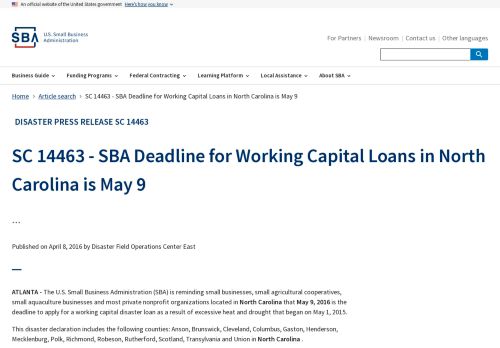 An official website of the United States government Here's how you know
SBA U.S. Small Business
Administration
For Partners Newsroom Contact us Other languages
Business Guide Funding Programs Federal Contracting Learning Platform Local Assistance About SBA
Home Article search SC 14463 - SBA Deadline for Working Capital Loans in North Carolina is May 9
DISASTER PRESS RELEASE SC 14463
SC 14463 - SBA Deadline for Working Capital Loans in North
Carolina is May 9
...
Published on April 8, 2016 by Disaster Field Operations Center East
ATLANTA - The U.S. Small Business Administration (SBA) is reminding small businesses, small agricultural cooperatives,
small aquaculture businesses and most private nonprofit organizations located in North Carolina that May 9, 2016 is the
deadline to apply for a working capital disaster loan as a result of excessive heat and drought that began on May 1, 2015.
This disaster declaration includes the following counties: Anson, Brunswick, Cleveland, Columbus, Gaston, Henderson,
Mecklenburg, Polk, Richmond, Robeson, Rutherford, Scotland, Transylvania and Union in North Carolina .